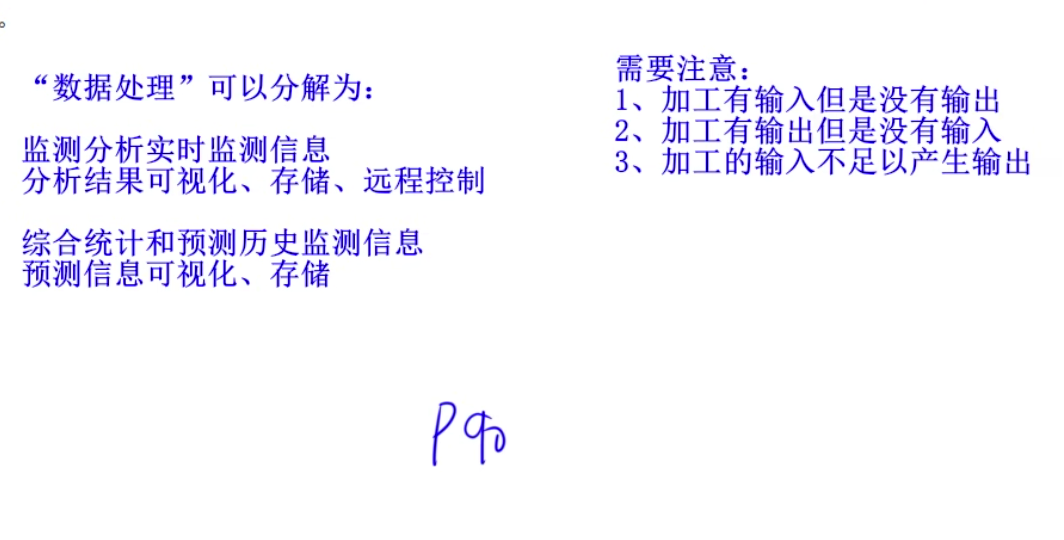 。
“数据处理”可以分解为：
监测分析实时监测信息
分析结果可视化、存储、远程控制
综合统计和预测历史监测信息
预测信息可视化、存储
需要注意：
1、加工有输入但是没有输出
2、加工有输出但是没有输入
3、加工的输入不足以产生输出